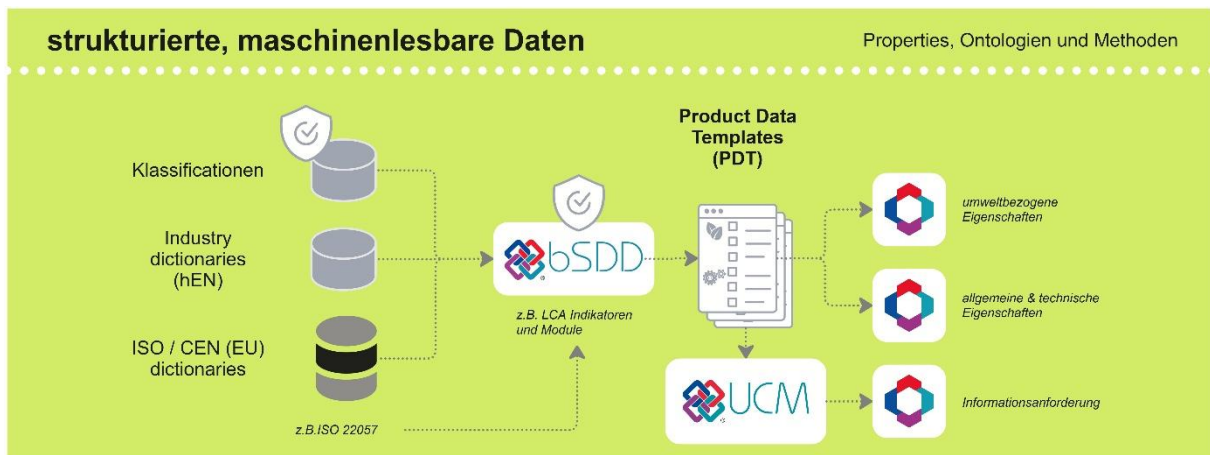 strukturierte, maschinenlesbare Daten
Properties, Ontologien und Methoden
Klassificationen
Industry
dictionaries
(hEN)
ISO / CEN (EU)
dictionaries
z.B.ISO 22057
bSDD
z.B. LCA Indikatoren
und Module
Product Data
Templates
(PDT)
UCM
umweltbezogene
Eigenschaften
allgemeine & technische
Eigenschaften
Informationsanforderung